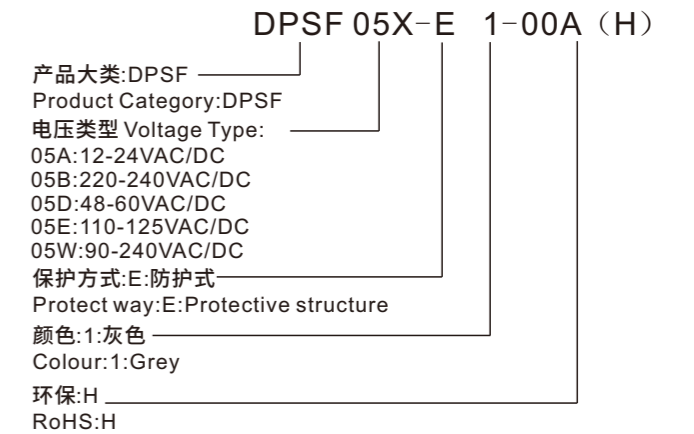 DPSF 05X-E 1-00A（H）
产品大类:DPSF
Product Category:DPSF
电压类型 Voltage Type:
05A:12-24VAC/DC
05B:220-240VAC/DC
05D:48-60VAC/DC
05E:110-125VAC/DC
05W:90-240VAC/DC
保护方式:E:防护式
Protect way:E:Protective structure
颜色:1:灰色
Colour:1:Grey
环保:H
RoHS:H